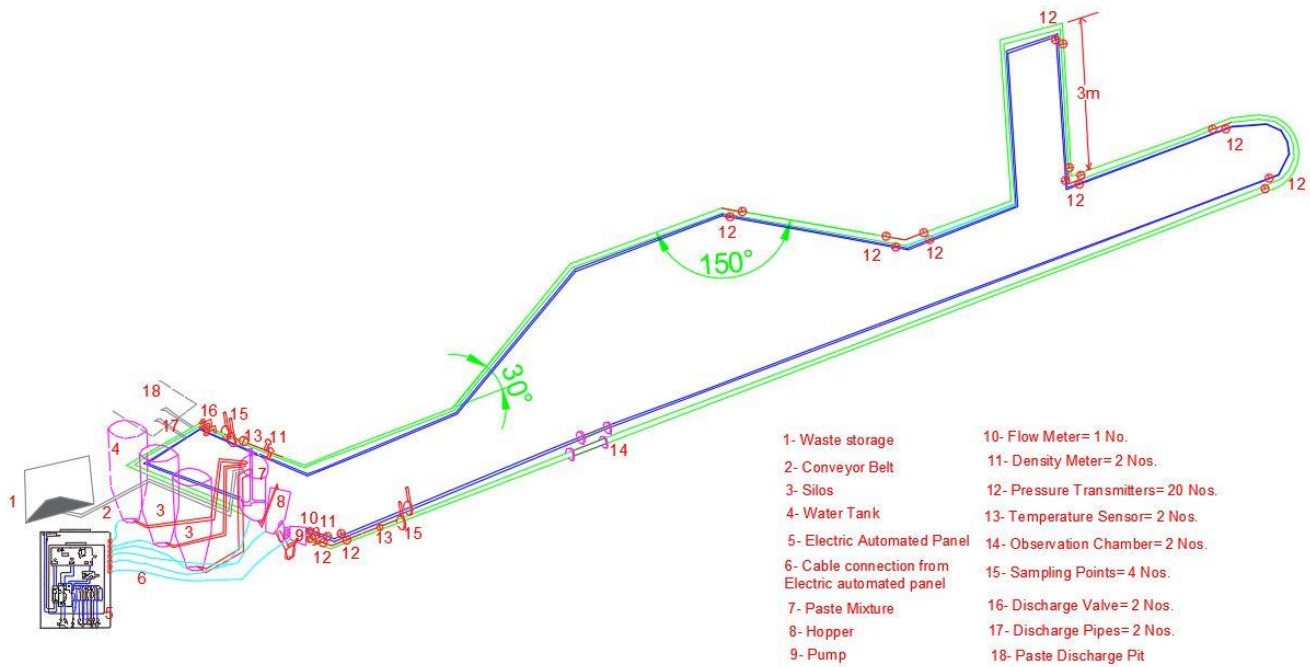 12
3m
12
12
12
12
12
12
150°
14
30°
18
16
15
17
13
11
4
7
1
2
3
3
8
9
10
11
12
12
13
15
6
5
1- Waste storage
2- Conveyor Belt
3- Silos
4- Water Tank
5- Electric Automated Panel
6- Cable connection from
Electric automated panel
7- Paste Mixture
8- Hopper
9- Pump
10- Flow Meter= 1 No.
11- Density Meter= 2 Nos.
12- Pressure Transmitters= 20 Nos.
13- Temperature Sensor= 2 Nos.
14- Observation Chamber= 2 Nos.
15- Sampling Points= 4 Nos.
16- Discharge Valve= 2 Nos.
17- Discharge Pipes= 2 Nos.
18- Paste Discharge Pit